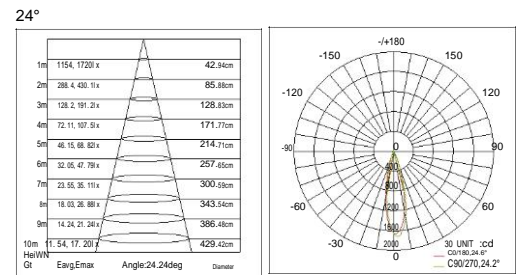 24°
1m 1154, 1720lx 42.94cm
2m 288.4, 430.1lx 85.88cm
3m 128.2, 191.2lx 128.83cm
4m 72.11, 107.5lx 171.77cm
5m 46.15, 68.82lx 214.71cm
6m 32.05, 47.79lx 257.65cm
7m 23.55, 35.11lx 300.59cm
8m 18.03, 26.88lx 343.54cm
9m 14.24, 21.24lx 386.48cm
10m 11.54, 17.20lx 429.42cm
HeiWN
Gt Eavg,Emax Angle:24.24deg Diameter
-/+180
-150 150
-120 120
-90 0 90
400
800
-60 1200 60
1600
-30 2000 30 UNIT :cd
0
C0/180,24.6°
C90/270,24.2°